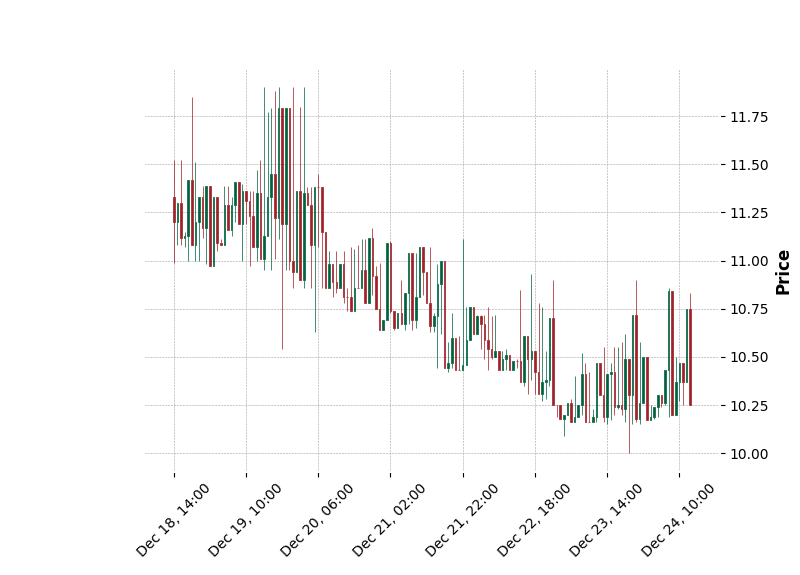 11.75
11.50
11.25
11.00
10.75
10.50
10.25
10.00
Price
Dec 18, 14:00
Dec 19, 10:00
Dec 20, 06:00
Dec 21, 02:00
Dec 21, 22:00
Dec 22, 18:00
Dec 23, 14:00
Dec 24, 10:00